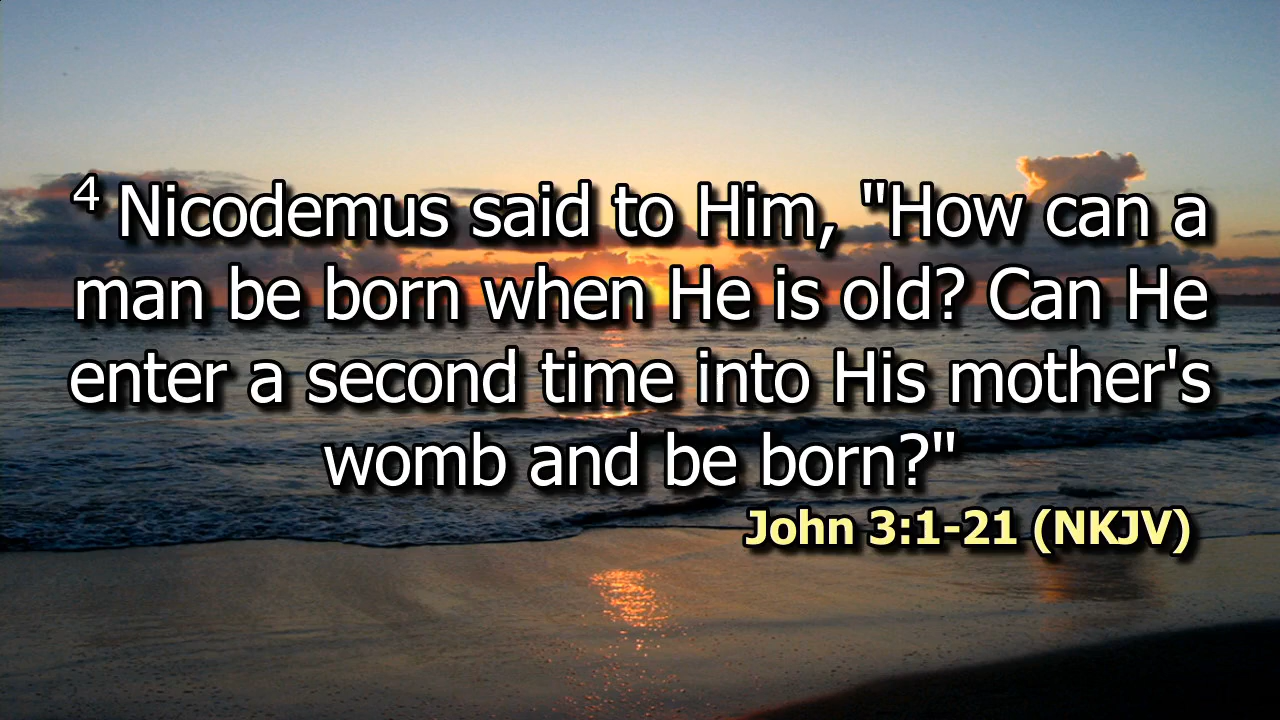 4 Nicodemus said to Him, "How can a
man be born when He is old? Can He
enter a second time into His mother's
womb and be born?"
John 3:1-21 (NKJV)